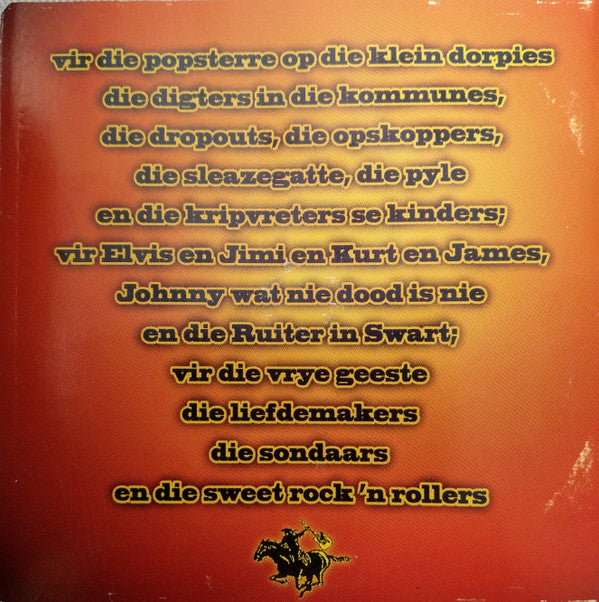 vir die popsterre op die klein dorpies
die digters in die kommunes,
die dropouts, die opskoppers,
die sleazegatte, die pyle
en die kripvreters se kinders;
vir Elvis en Jimi en Kurt en James,
Johnny wat nie dood is nie
en die Ruiter in Swart;
vir die vrye geeste
die liefdemakers
die sondaars
en die sweet rock 'n rollers